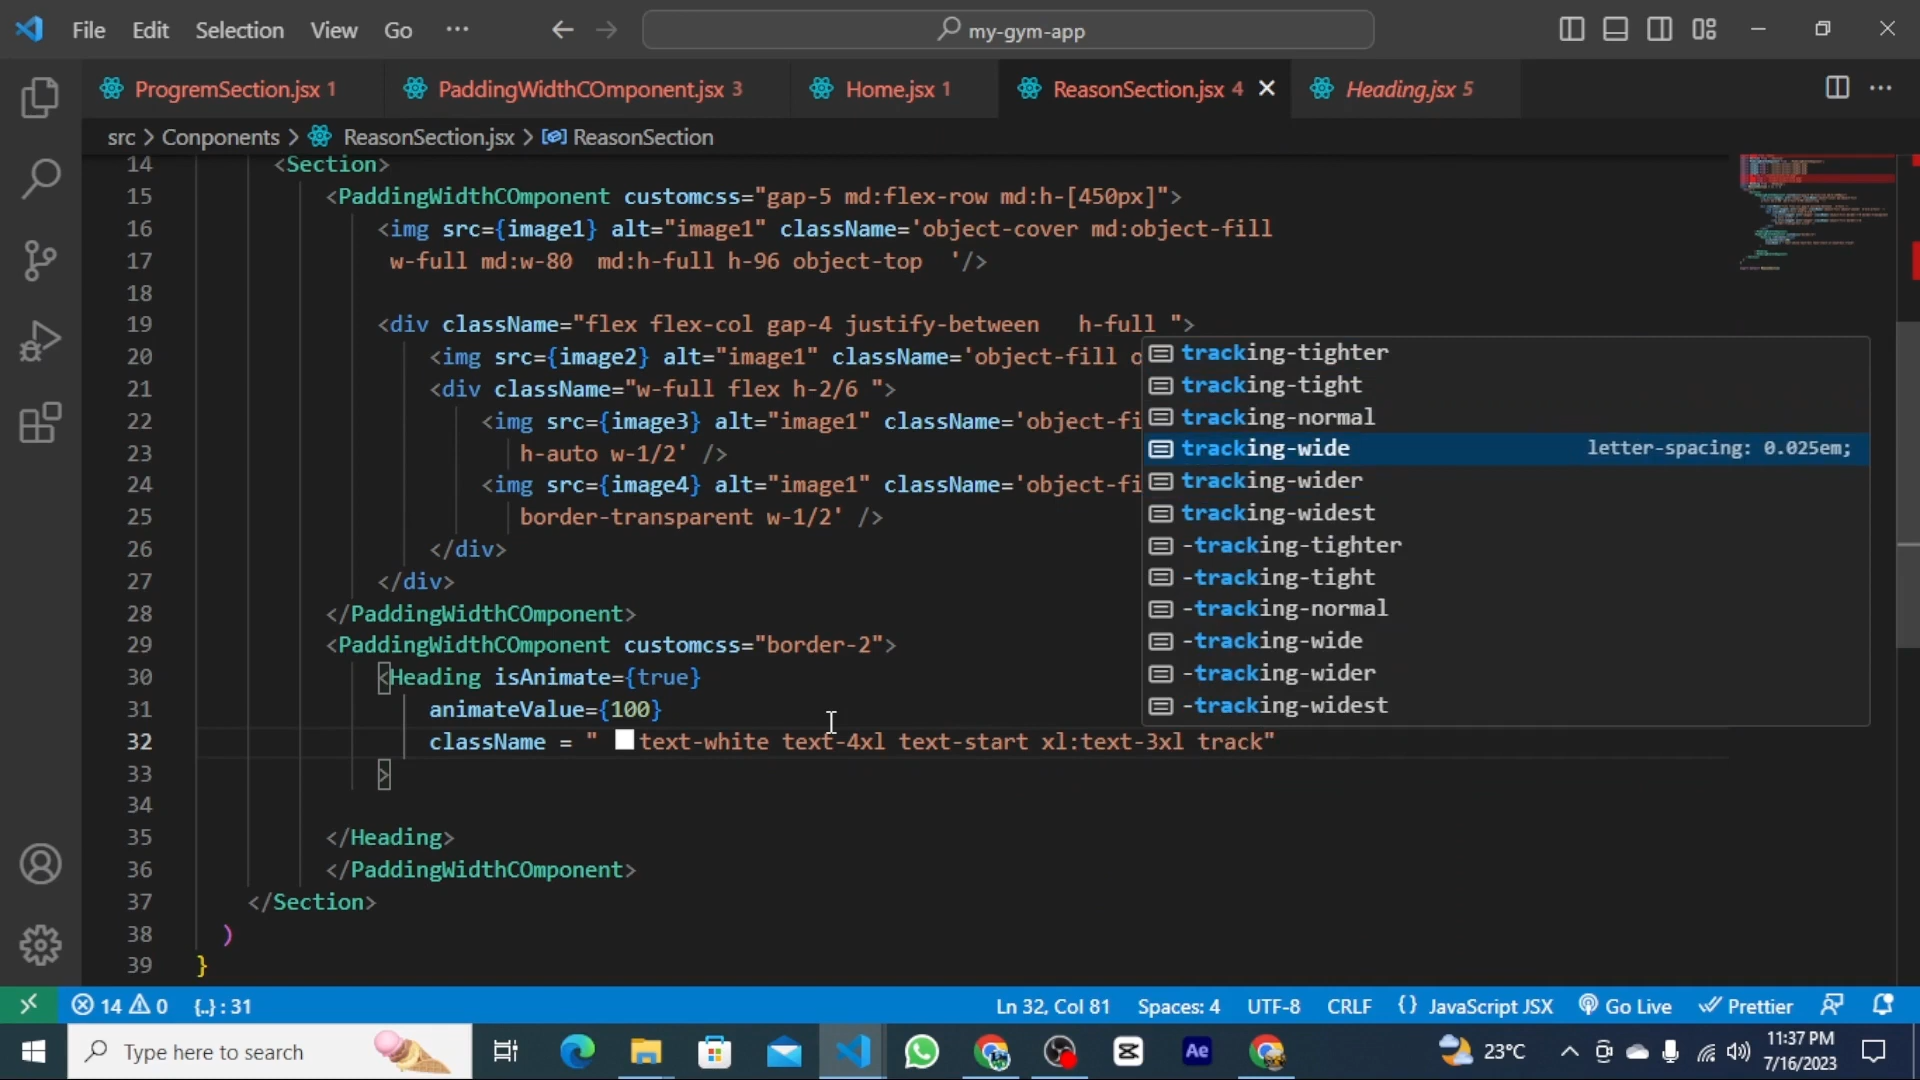 File Edit Selection View Go ··· my-gym-app
ProgremSection.jsx 1 PaddingWidthCOmponent.jsx 3 Home.jsx 1 ReasonSection.jsx 4 Heading.jsx 5
src > Conponents > ReasonSection.jsx > ReasonSection
14 <Section>
15 <PaddingWidthCOmponent customcss="gap-5 md:flex-row md:h-[450px]">
16 <img src={image1} alt="image1" className='object-cover md:object-fill
17 w-full md:w-80 md:h-full h-96 object-top '/>
18
19 <div className="flex flex-col gap-4 justify-between h-full ">
20 <img src={image2} alt="image1" className='object-fill o
21 <div className="w-full flex h-2/6 ">
22 <img src={image3} alt="image1" className='object-fi
23 h-auto w-1/2' />
24 <img src={image4} alt="image1" className='object-fi
25 border-transparent w-1/2' />
26 </div>
27 </div>
28 </PaddingWidthCOmponent>
29 <PaddingWidthCOmponent customcss="border-2">
30 <Heading isAnimate={true}
31 animateValue={100}
32 className = " text-white text-4xl text-start xl:text-3xl track"
33 >
34
35 </Heading>
36 </PaddingWidthCOmponent>
37 </Section>
38 )
39 }
tracking-tighter
tracking-tight
tracking-normal
tracking-wide letter-spacing: 0.025em;
tracking-wider
tracking-widest
-tracking-tighter
-tracking-tight
-tracking-normal
-tracking-wide
-tracking-wider
-tracking-widest
14 0 {..} : 31 Ln 32, Col 81 Spaces: 4 UTF-8 CRLF {} JavaScript JSX Go Live Prettier
Type here to search Ae 23°C 11:37 PM
7/16/2023